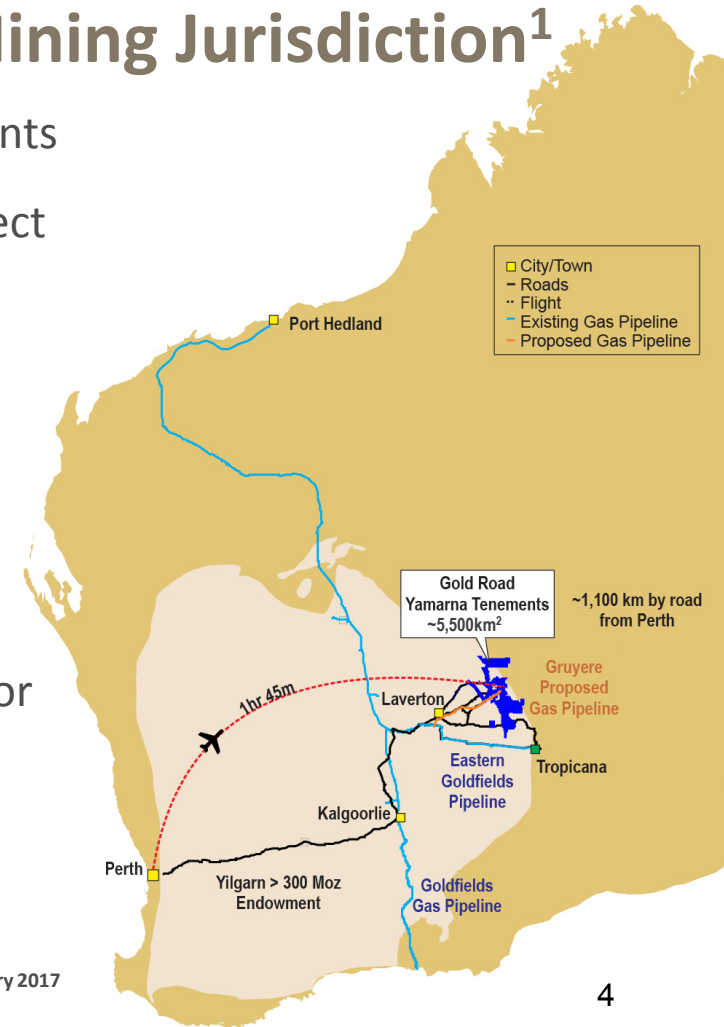 ining Jurisdiction1
nts
ect
City/Town
Roads
Flight
Existing Gas Pipeline
Proposed Gas Pipeline
Port Hedland
Gold Road
Yamarna Tenements
~5,500km2
~1,100 km by road
from Perth
Gruyere
Proposed
Gas Pipeline
or
1hr 45m
Laverton
Eastern
Goldfields
Pipeline
Tropicana
Kalgoorlie
Perth
Yilgarn > 300 Moz
Endowment
Goldfields
Gas Pipeline
ry 2017
4